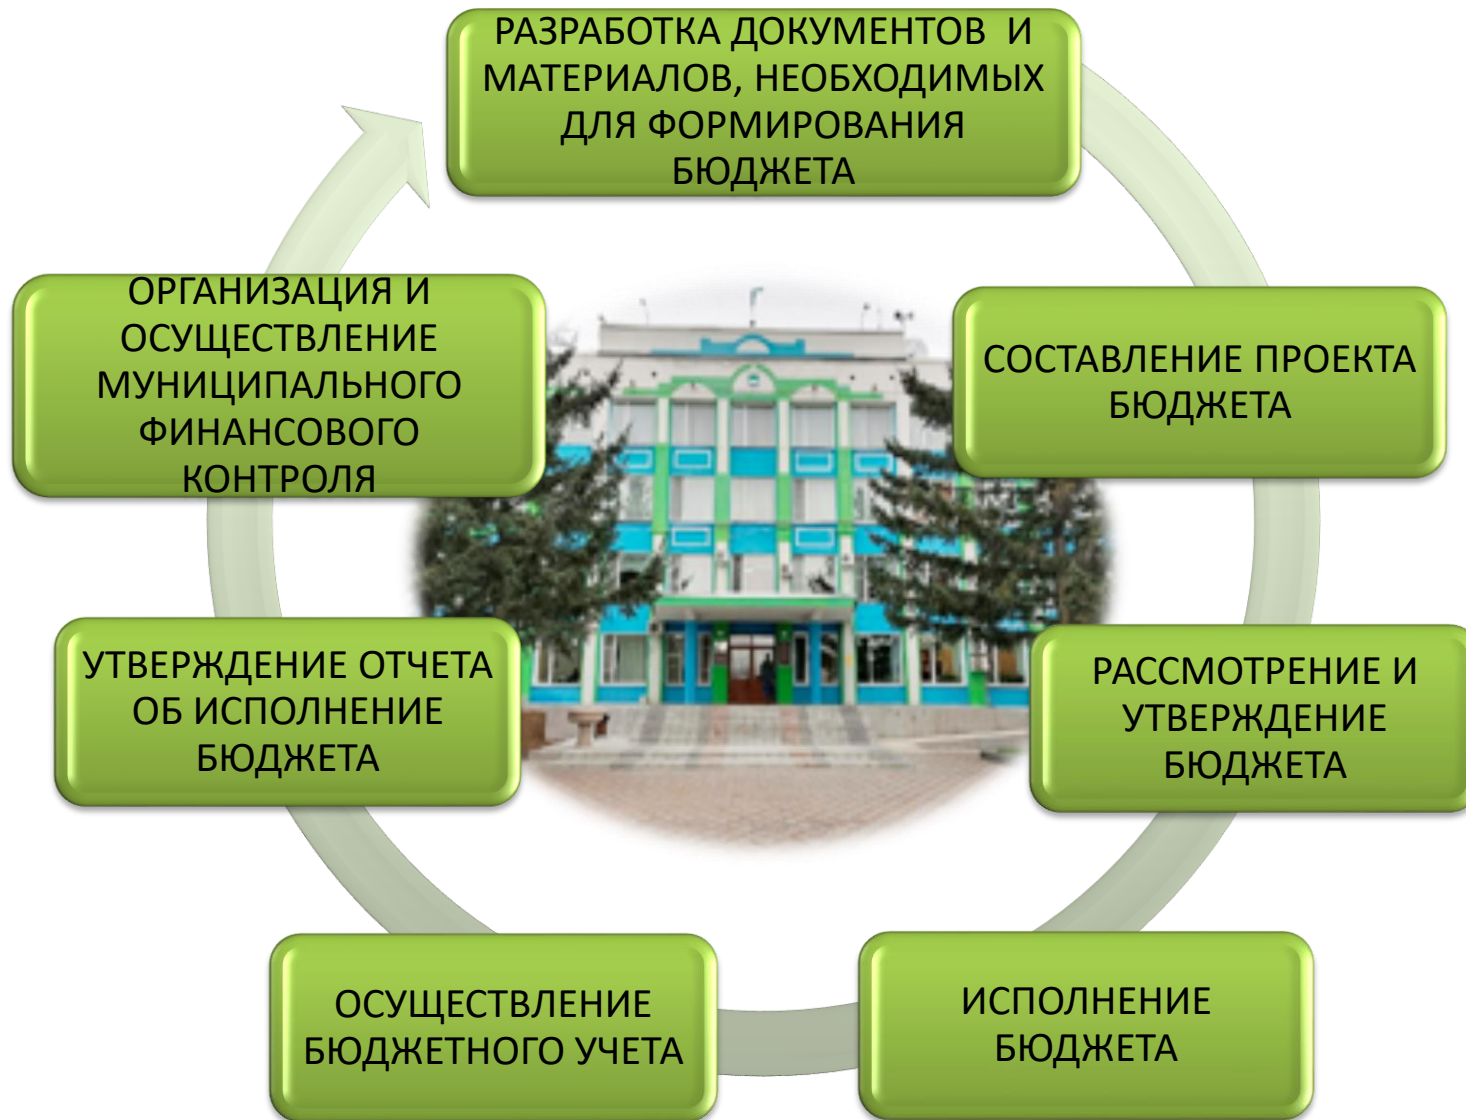 РАЗРАБОТКА ДОКУМЕНТОВ И
МАТЕРИАЛОВ, НЕОБХОДИМЫХ
ДЛЯ ФОРМИРОВАНИЯ
БЮДЖЕТА
СОСТАВЛЕНИЕ ПРОЕКТА
БЮДЖЕТА
РАССМОТРЕНИЕ И
УТВЕРЖДЕНИЕ
БЮДЖЕТА
ИСПОЛНЕНИЕ
БЮДЖЕТА
ОСУЩЕСТВЛЕНИЕ
БЮДЖЕТНОГО УЧЕТА
УТВЕРЖДЕНИЕ ОТЧЕТА
ОБ ИСПОЛНЕНИЕ
БЮДЖЕТА
ОРГАНИЗАЦИЯ И
ОСУЩЕСТВЛЕНИЕ
МУНИЦИПАЛЬНОГО
ФИНАНСОВОГО
КОНТРОЛЯ